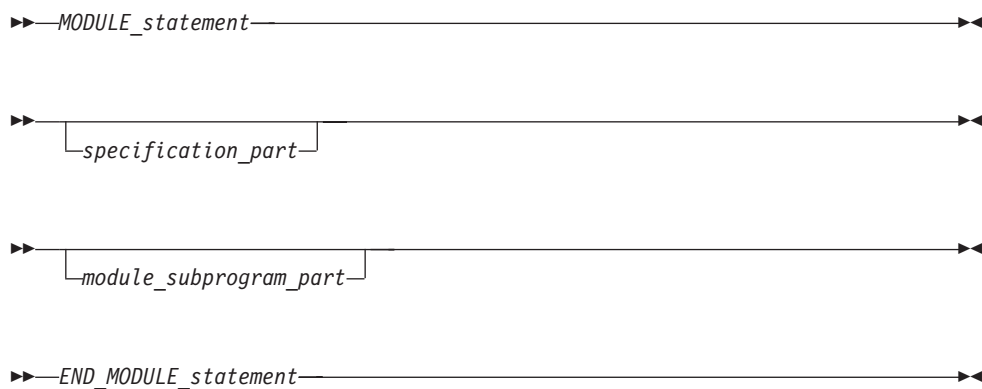 MODULE_statement
specification_part
module_subprogram_part
END_MODULE_statement